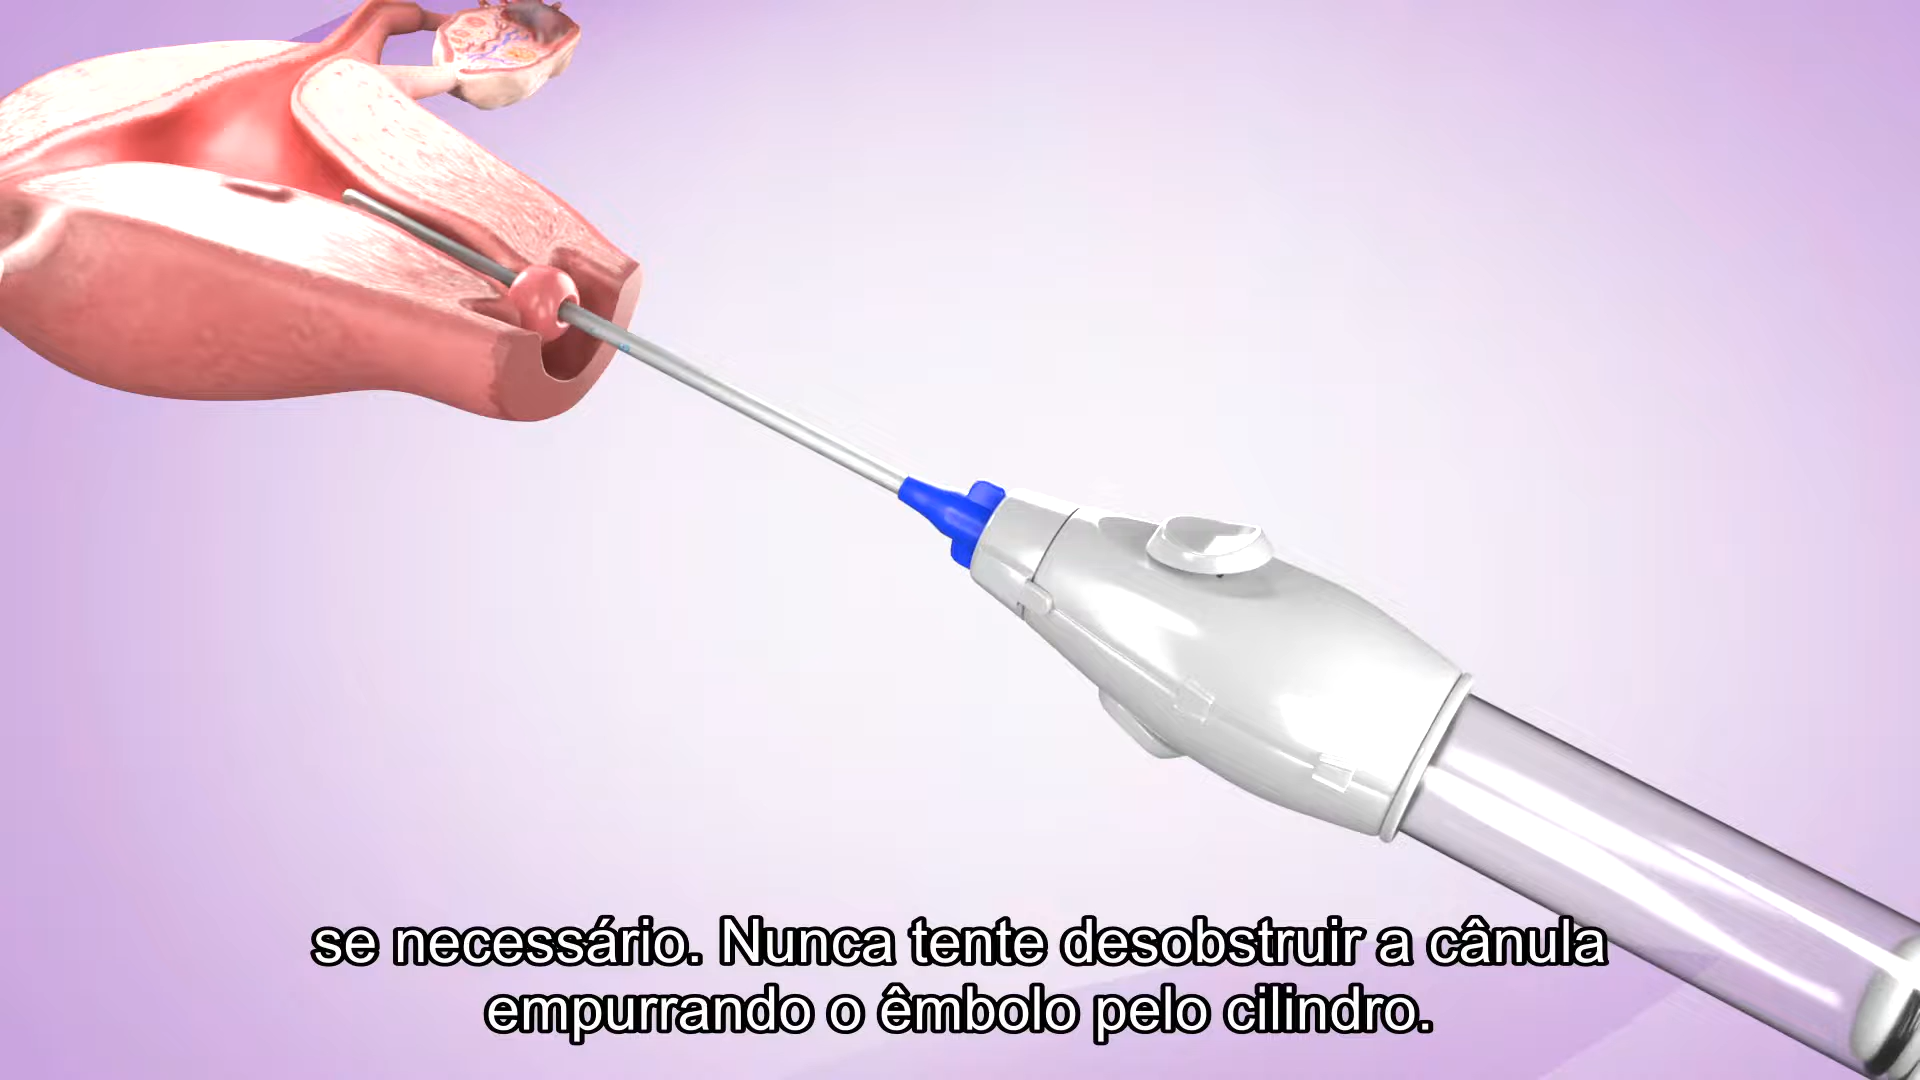 se necessário. Nunca tente desobstruir a cânula
empurrando o êmbolo pelo cilindro.